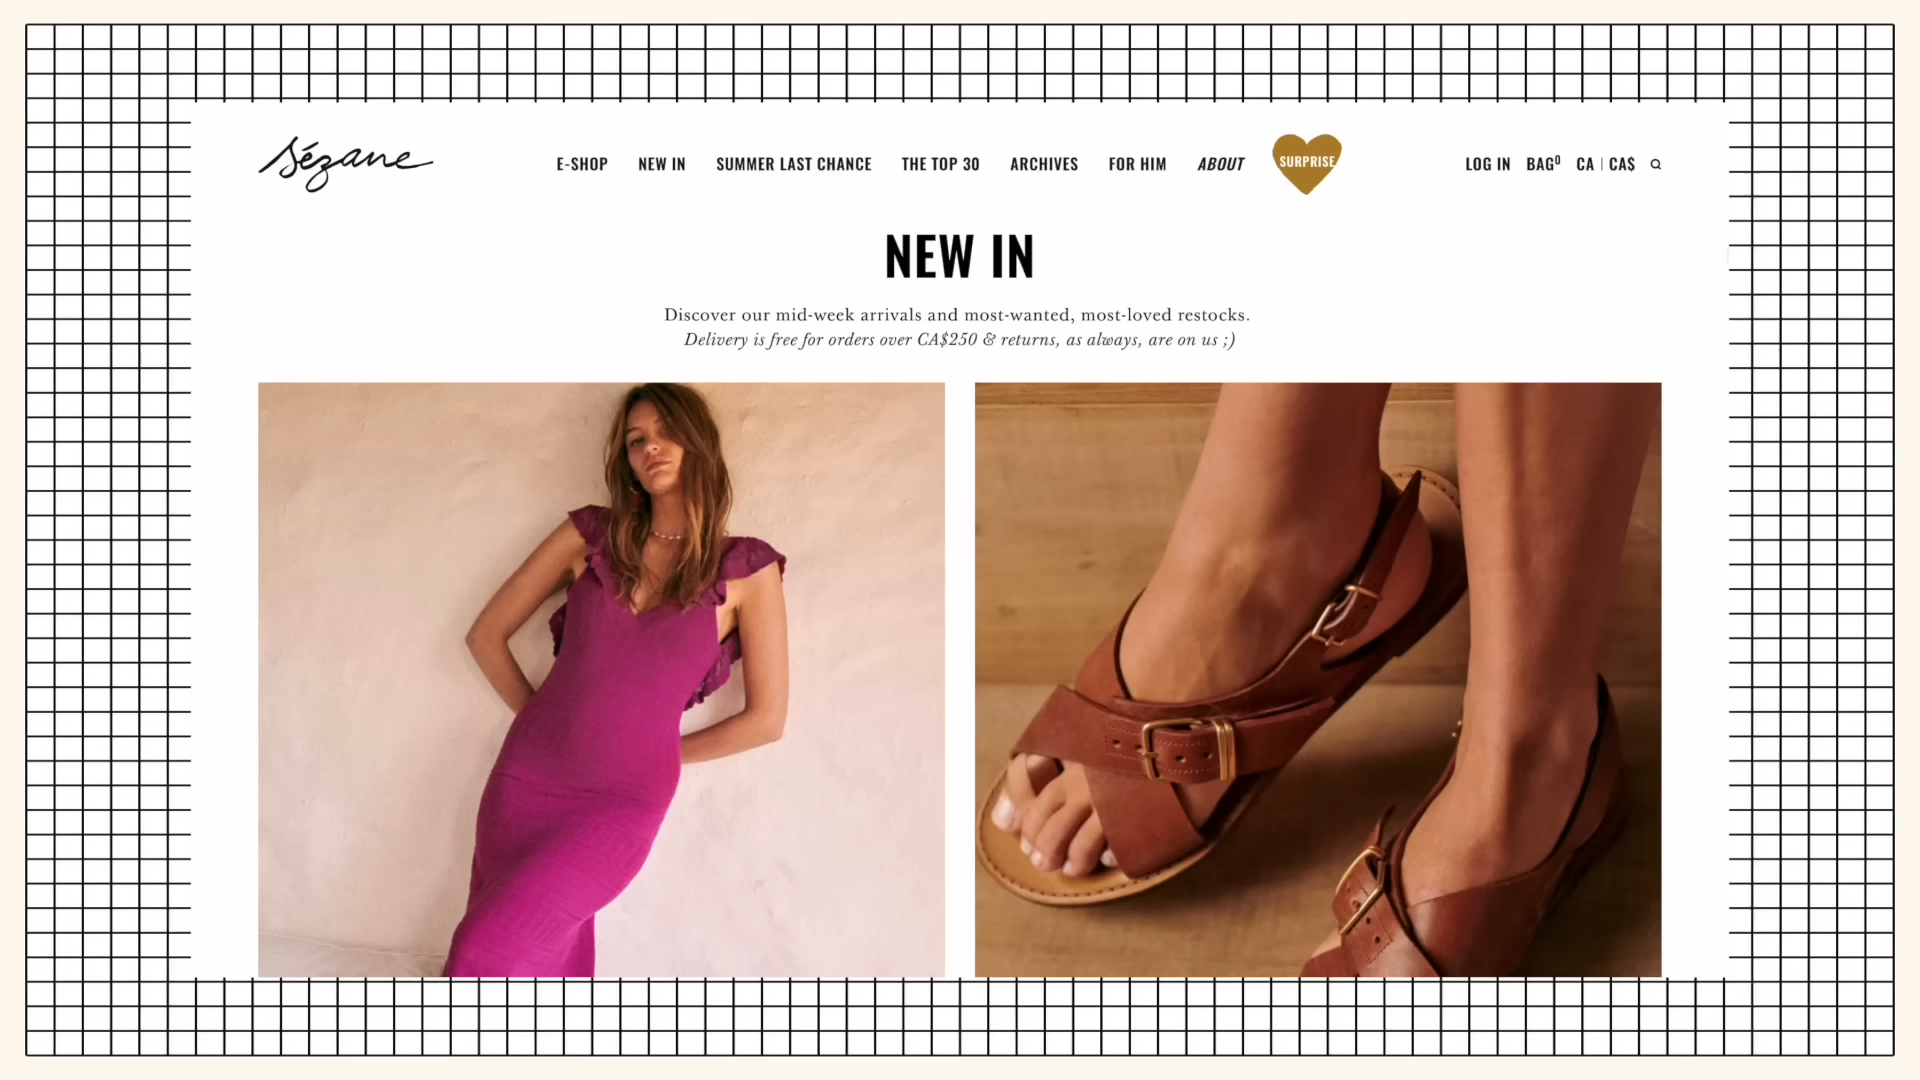 Sézane
E-SHOP NEW IN SUMMER LAST CHANCE THE TOP 30 ARCHIVES FOR HIM ABOUT SURPRISE LOG IN BAG0 CA | CA$
NEW IN
Discover our mid-week arrivals and most-wanted, most-loved restocks.
Delivery is free for orders over CA$250 & returns, as always, are on us ;)